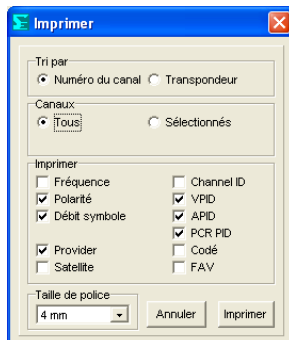 Imprimer
Tri par
Numéro du canal Transpondeur
Canaux
Tous Sélectionnés
Imprimer
Fréquence Channel ID
Polarité VPID
Débit symbole APID
PCR PID
Provider Codé
Satellite FAV
Taille de police
4 mm Annuler Imprimer